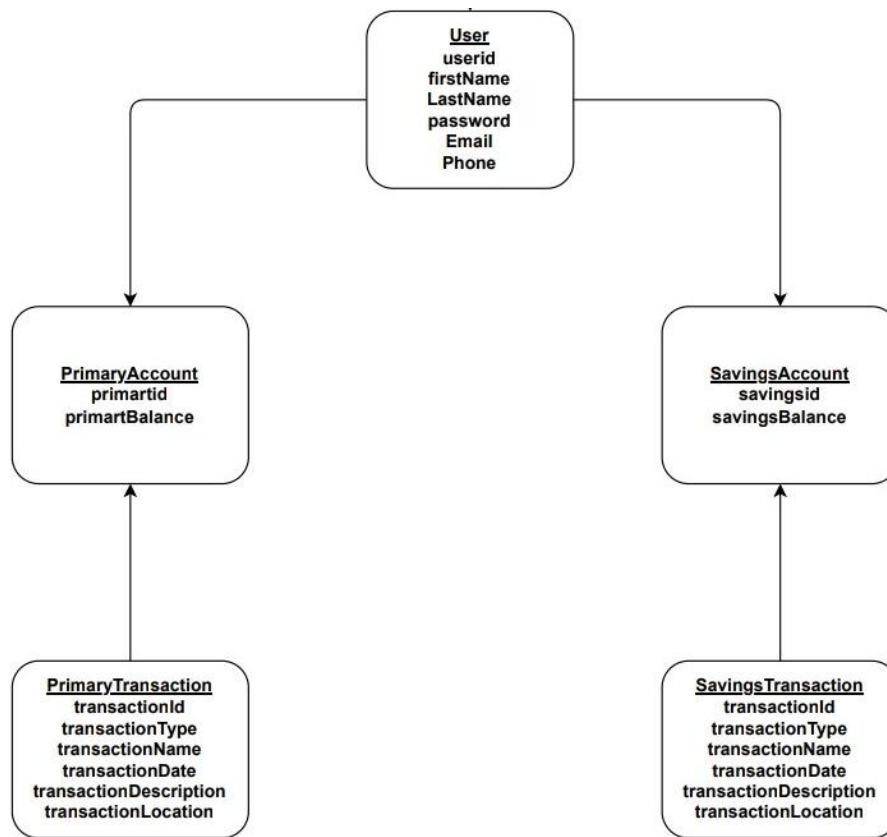 User
userid
firstName
LastName
password
Email
Phone
PrimaryAccount
primartid
primartBalance
SavingsAccount
savingsid
savingsBalance
PrimaryTransaction
transactionId
transactionType
transactionName
transactionDate
transactionDescription
transactionLocation
SavingsTransaction
transactionId
transactionType
transactionName
transactionDate
transactionDescription
transactionLocation